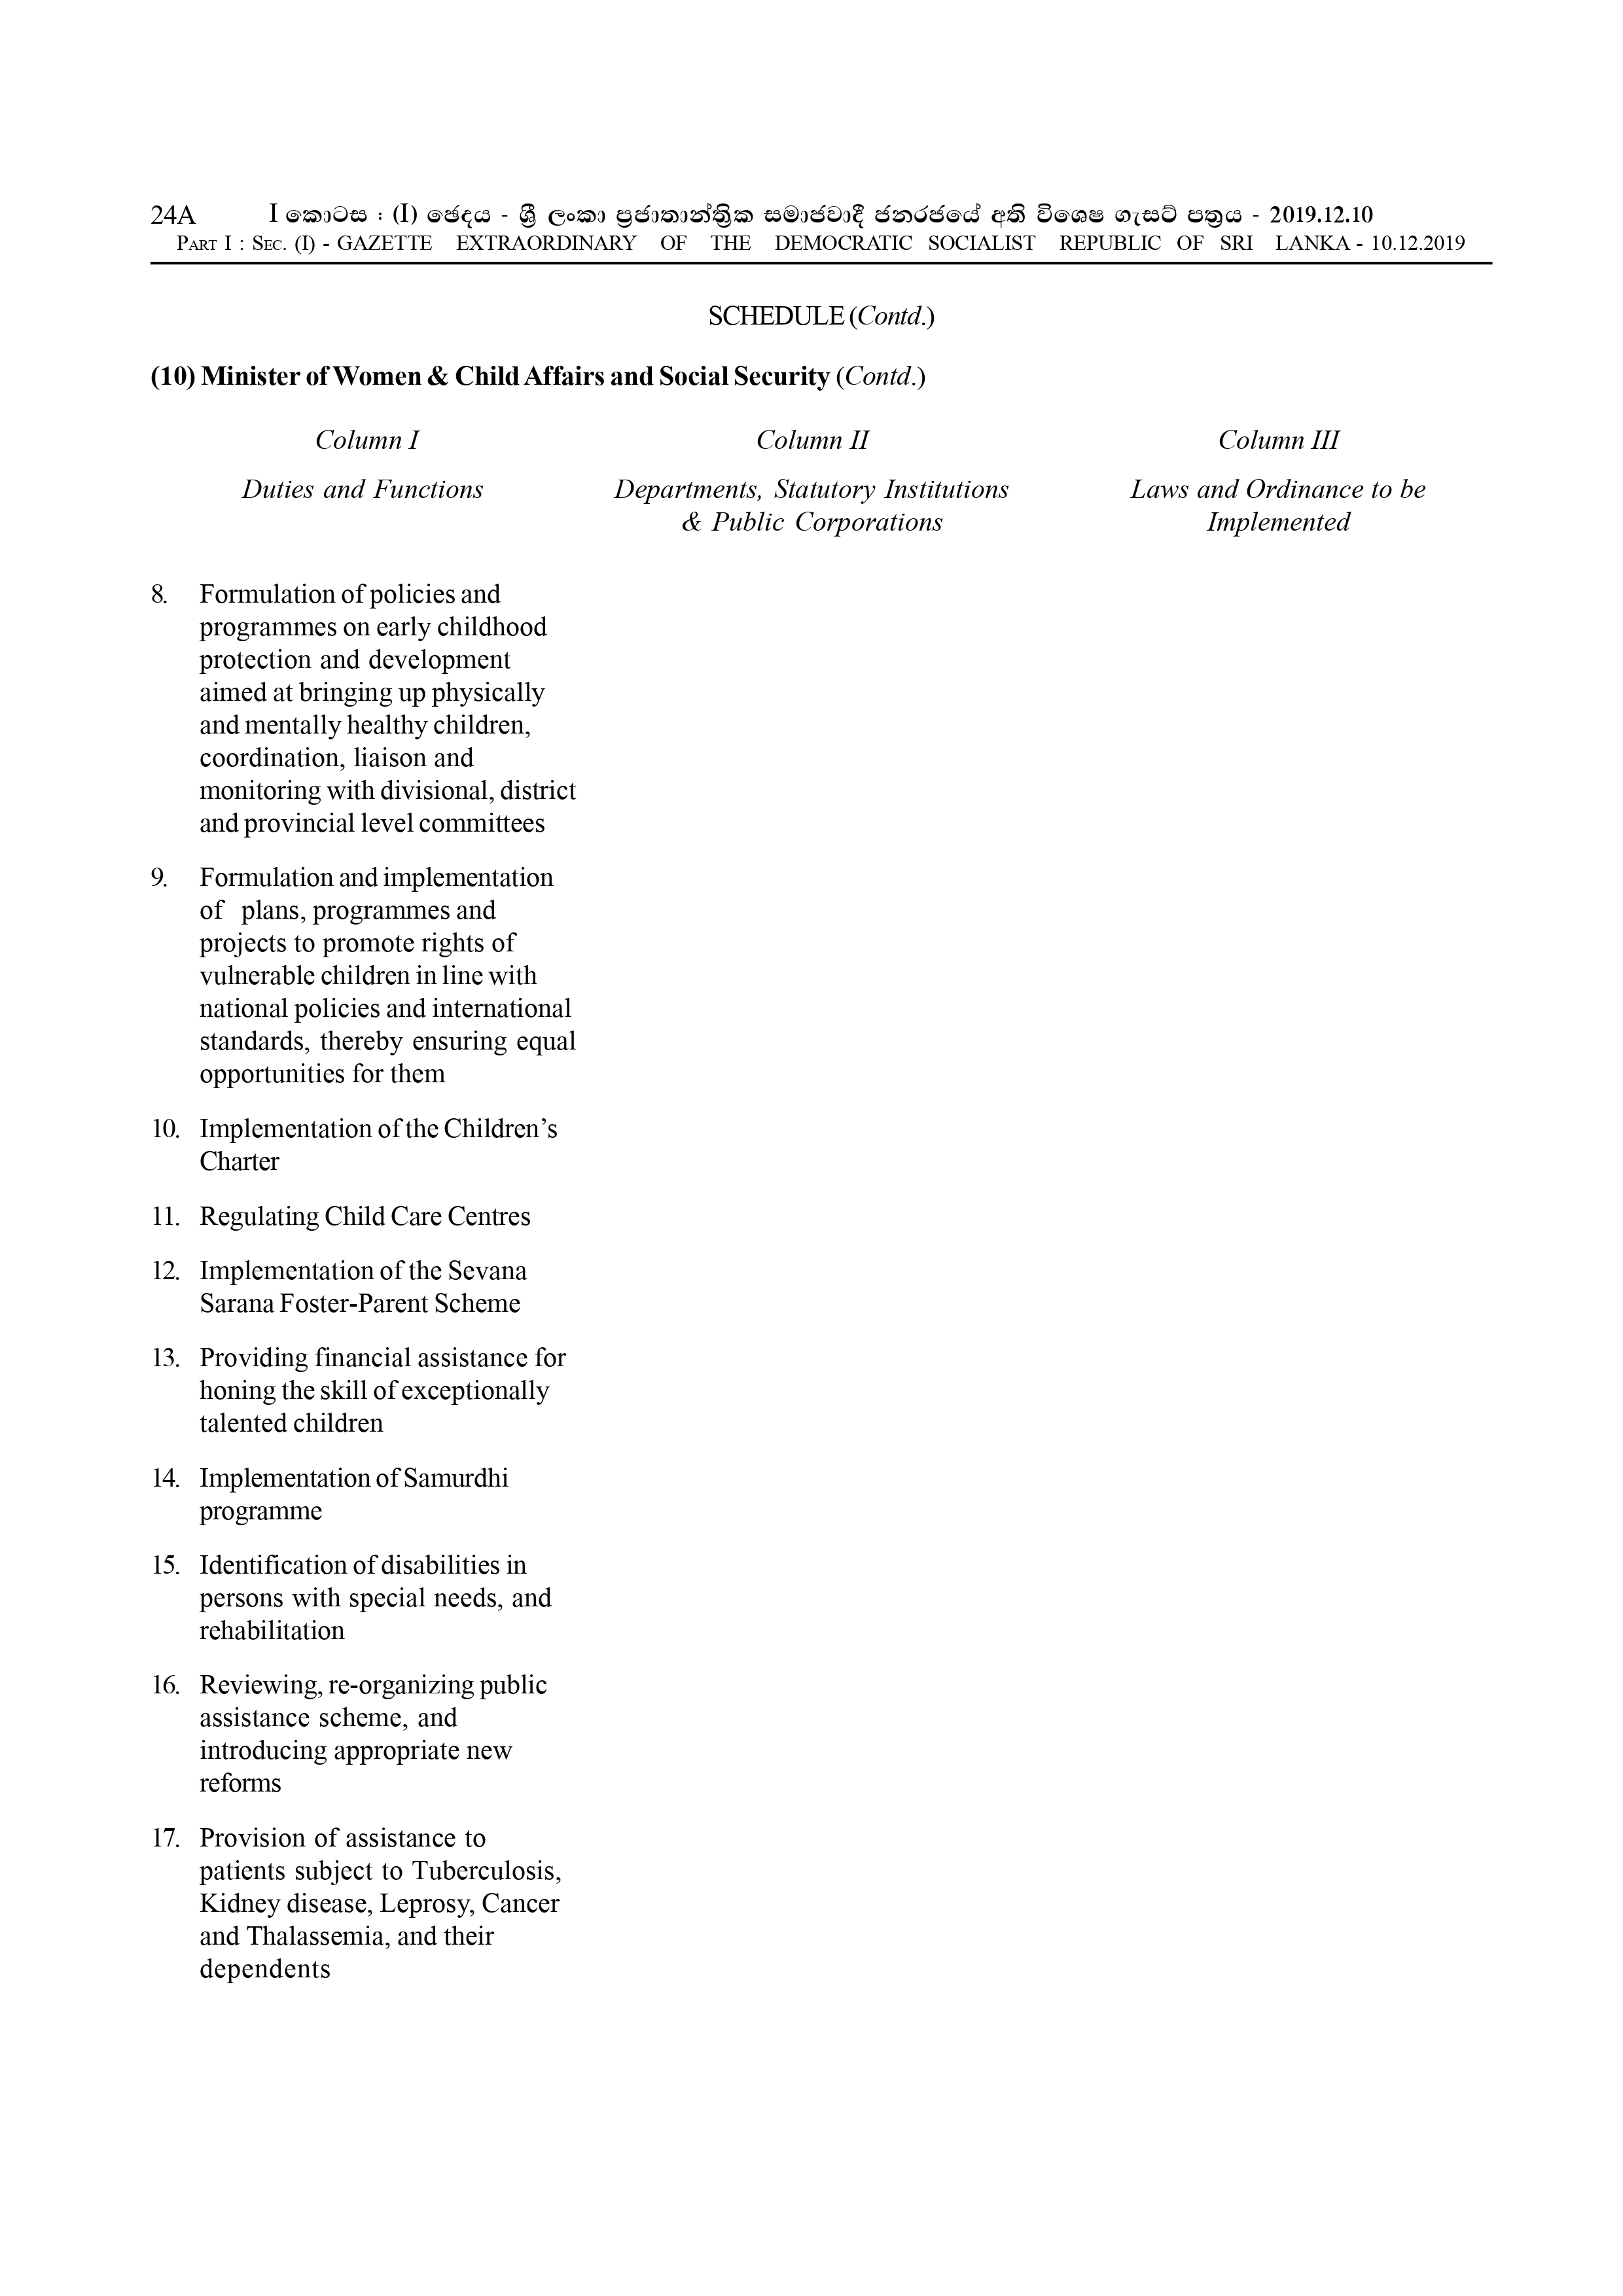 24A I කොටස : (I) ඡෙදය - ශ්‍රී ලංකා ප්‍රජාතාන්ත්‍රික සමාජවාදී ජනරජයේ අති විශෙෂ ගැසට් පත්‍රය - 2019.12.10
PART I : SEC. (I) - GAZETTE EXTRAORDINARY OF THE DEMOCRATIC SOCIALIST REPUBLIC OF SRI LANKA - 10.12.2019
SCHEDULE (Contd.)
(10) Minister of Women & Child Affairs and Social Security (Contd.)
Column I Column II Column III
Duties and Functions Departments, Statutory Institutions Laws and Ordinance to be
& Public Corporations Implemented
8. Formulation of policies and
programmes on early childhood
protection and development
aimed at bringing up physically
and mentally healthy children,
coordination, liaison and
monitoring with divisional, district
and provincial level committees
9. Formulation and implementation
of plans, programmes and
projects to promote rights of
vulnerable children in line with
national policies and international
standards, thereby ensuring equal
opportunities for them
10. Implementation of the Children’s
Charter
11. Regulating Child Care Centres
12. Implementation of the Sevana
Sarana Foster-Parent Scheme
13. Providing financial assistance for
honing the skill of exceptionally
talented children
14. Implementation of Samurdhi
programme
15. Identification of disabilities in
persons with special needs, and
rehabilitation
16. Reviewing, re-organizing public
assistance scheme, and
introducing appropriate new
reforms
17. Provision of assistance to
patients subject to Tuberculosis,
Kidney disease, Leprosy, Cancer
and Thalassemia, and their
dependents